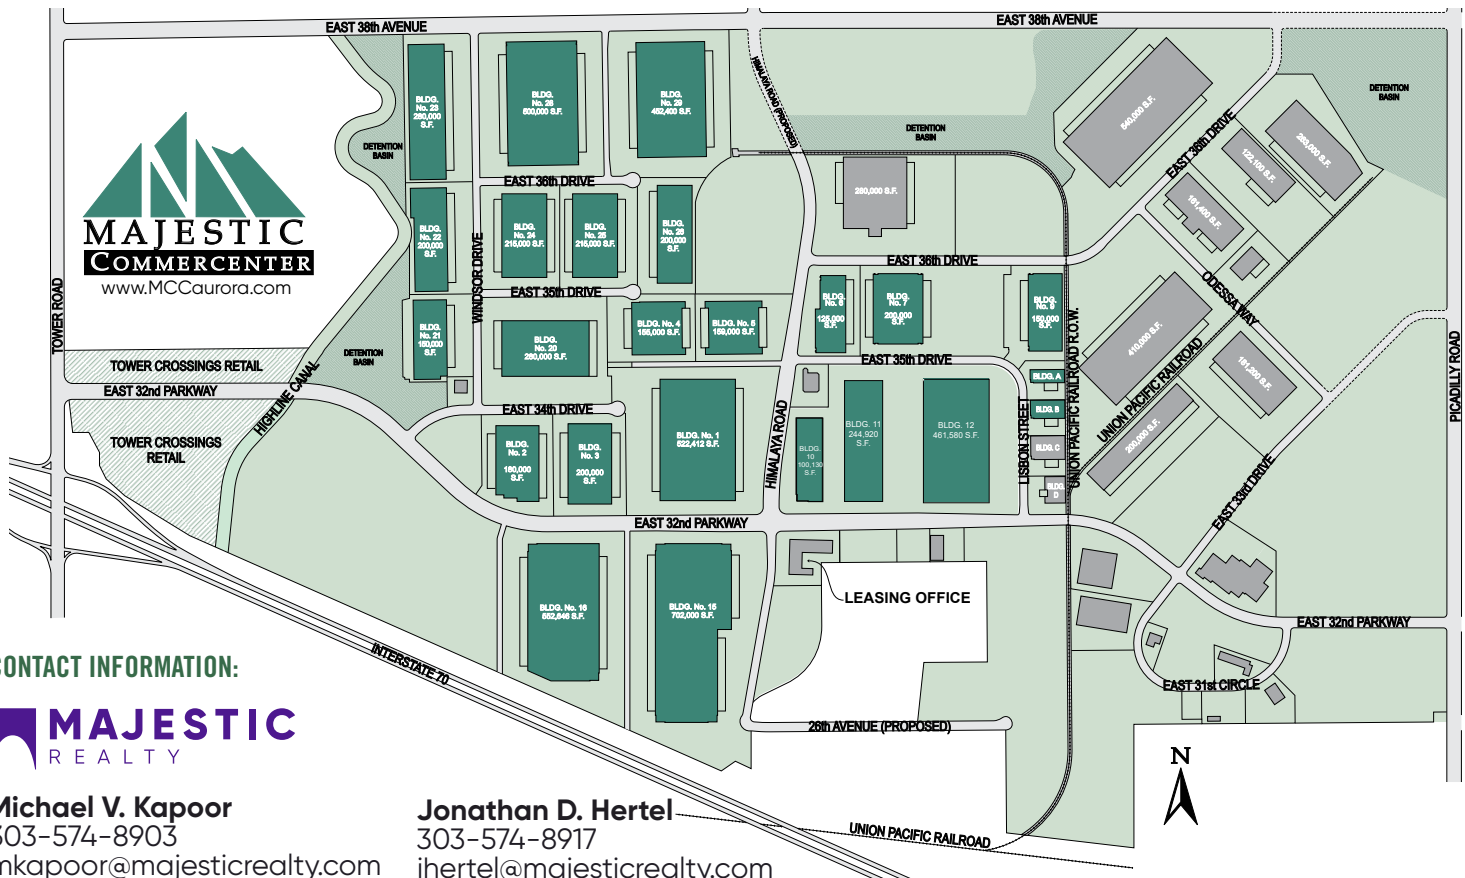 EAST 38th AVENUE
EAST 38th AVENUE
HIMALAYA ROAD (PROPOSED)
BLDG.
No. 23
280,000
S.F.
BLDG.
No. 28
500,000 S.F.
BLDG.
No. 29
452,400 S.F.
DETENTION
BASIN
DETENTION
BASIN
DETENTION
BASIN
540,000 S.F.
EAST 38th DRIVE
122,100 S.F.
263,000 S.F.
161,400 S.F.
260,000 S.F.
MAJESTIC
COMMERCENTER
www.MCCaurora.com
EAST 36th DRIVE
BLDG.
No. 22
200,000
S.F.
BLDG.
No. 24
215,000 S.F.
BLDG.
No. 25
215,000 S.F.
BLDG.
No. 26
200,000
S.F.
WINDSOR DRIVE
TOWER ROAD
EAST 36th DRIVE
EAST 35th DRIVE
BLDG.
No. 6
125,000
S.F.
BLDG.
No. 7
200,000
S.F.
BLDG.
No. 9
150,000
S.F.
ODESSA WAY
410,000 S.F.
BLDG.
No. 21
150,000
S.F.
BLDG.
No. 20
280,000 S.F.
BLDG. No. 4
156,000 S.F.
BLDG. No. 5
159,000 S.F.
DETENTION
BASIN
TOWER CROSSINGS RETAIL
EAST 32nd PARKWAY
HIGHLINE CANAL
TOWER CROSSINGS
RETAIL
EAST 35th DRIVE
BLDG. A
BLDG. B
BLDG. C
BLDG.
D
LISBON STREET
UNION PACIFIC RAILROAD R.O.W.
UNION PACIFIC RAILROAD
181,200 S.F.
200,000 S.F.
PICADILLY ROAD
EAST 34th DRIVE
BLDG.
No. 2
160,000
S.F.
BLDG.
No. 3
200,000
S.F.
BLDG. No. 1
522,412 S.F.
HIMALAYA ROAD
BLDG.
10
100,130
S.F.
BLDG. 11
244,920
S.F.
BLDG. 12
461,580 S.F.
EAST 33rd DRIVE
EAST 32nd PARKWAY
BLDG. No. 16
552,646 S.F.
BLDG. No. 15
702,000 S.F.
LEASING OFFICE
EAST 32nd PARKWAY
EAST 31st CIRCLE
INTERSTATE 70
26th AVENUE (PROPOSED)
N
UNION PACIFIC RAILROAD
CONTACT INFORMATION:
MAJESTIC
REALTY
Michael V. Kapoor
303-574-8903
mkapoor@majesticrealty.com
Jonathan D. Hertel
303-574-8917
jhertel@majesticrealty.com